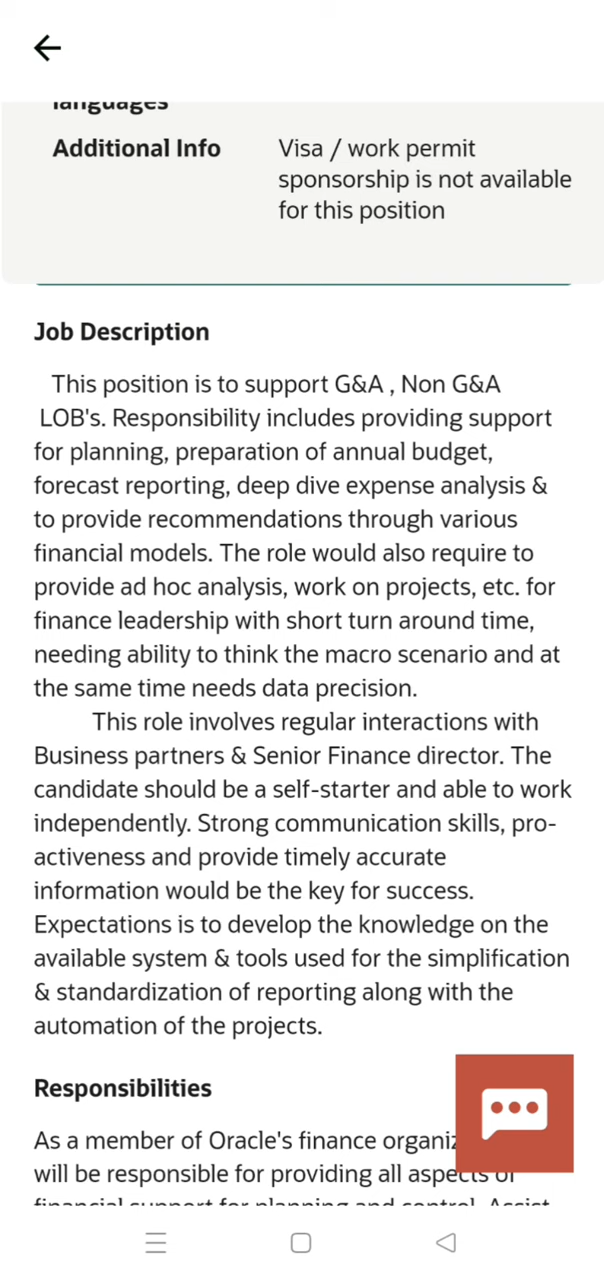 languages
Additional Info
Visa / work permit
sponsorship is not available
for this position
Job Description
This position is to support G&A , Non G&A
LOB's. Responsibility includes providing support
for planning, preparation of annual budget,
forecast reporting, deep dive expense analysis &
to provide recommendations through various
financial models. The role would also require to
provide ad hoc analysis, work on projects, etc. for
finance leadership with short turn around time,
needing ability to think the macro scenario and at
the same time needs data precision.
This role involves regular interactions with
Business partners & Senior Finance director. The
candidate should be a self-starter and able to work
independently. Strong communication skills, pro-
activeness and provide timely accurate
information would be the key for success.
Expectations is to develop the knowledge on the
available system & tools used for the simplification
& standardization of reporting along with the
automation of the projects.
Responsibilities
As a member of Oracle's finance
will be responsible for providing all aspects of
financial support for planning and control. Assist